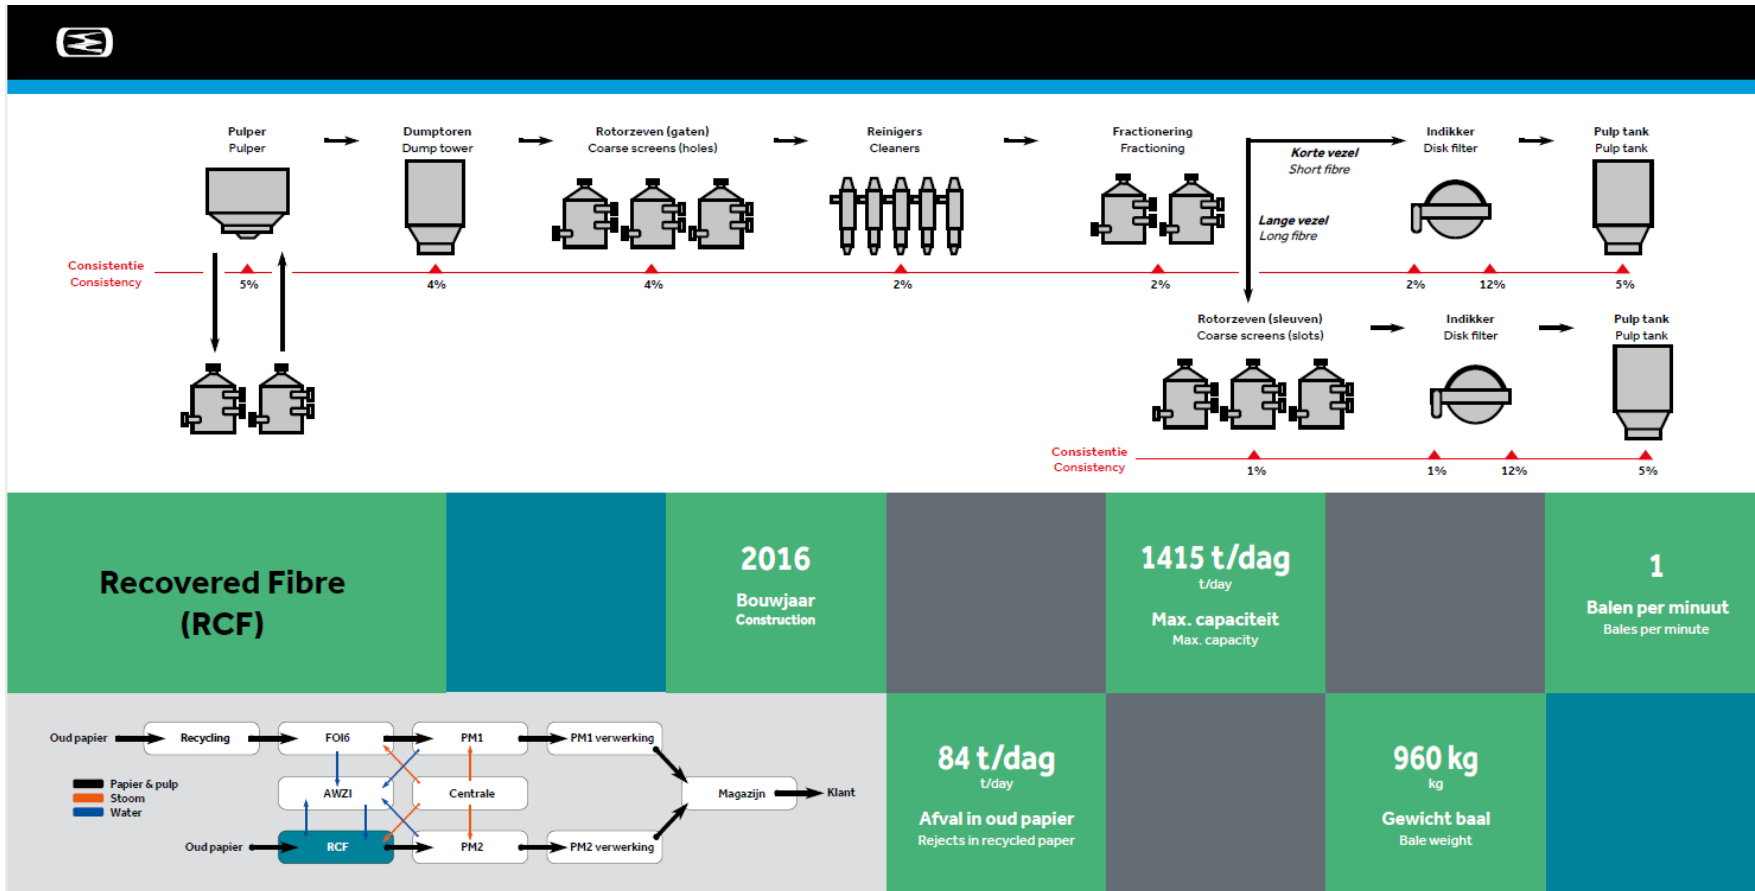 Pulper
Pulper
Dumptoren
Dump tower
Rotorzeven (gaten)
Coarse screens (holes)
Reinigers
Cleaners
Fractionering
Fractioning
Korte vezel
Short fibre
Indikker
Disk filter
Pulp tank
Pulp tank
Lange vezel
Long fibre
Consistentie
Consistency
5%
4%
4%
2%
2%
2%
12%
5%
Rotorzeven (sleuven)
Coarse screens (slots)
Indikker
Disk filter
Pulp tank
Pulp tank
Consistentie
Consistency
1%
1%
12%
5%
Recovered Fibre
(RCF)
2016
Bouwjaar
Construction
1415 t/dag
t/day
Max. capaciteit
Max. capacity
1
Balen per minuut
Bales per minute
Oud papier
Recycling
FOI6
PM1
PM1 verwerking
Papier & pulp
Stoom
Water
AWZI
Centrale
Magazijn
Klant
Oud papier
RCF
PM2
PM2 verwerking
84 t/dag
t/day
Afval in oud papier
Rejects in recycled paper
960 kg
kg
Gewicht baal
Bale weight